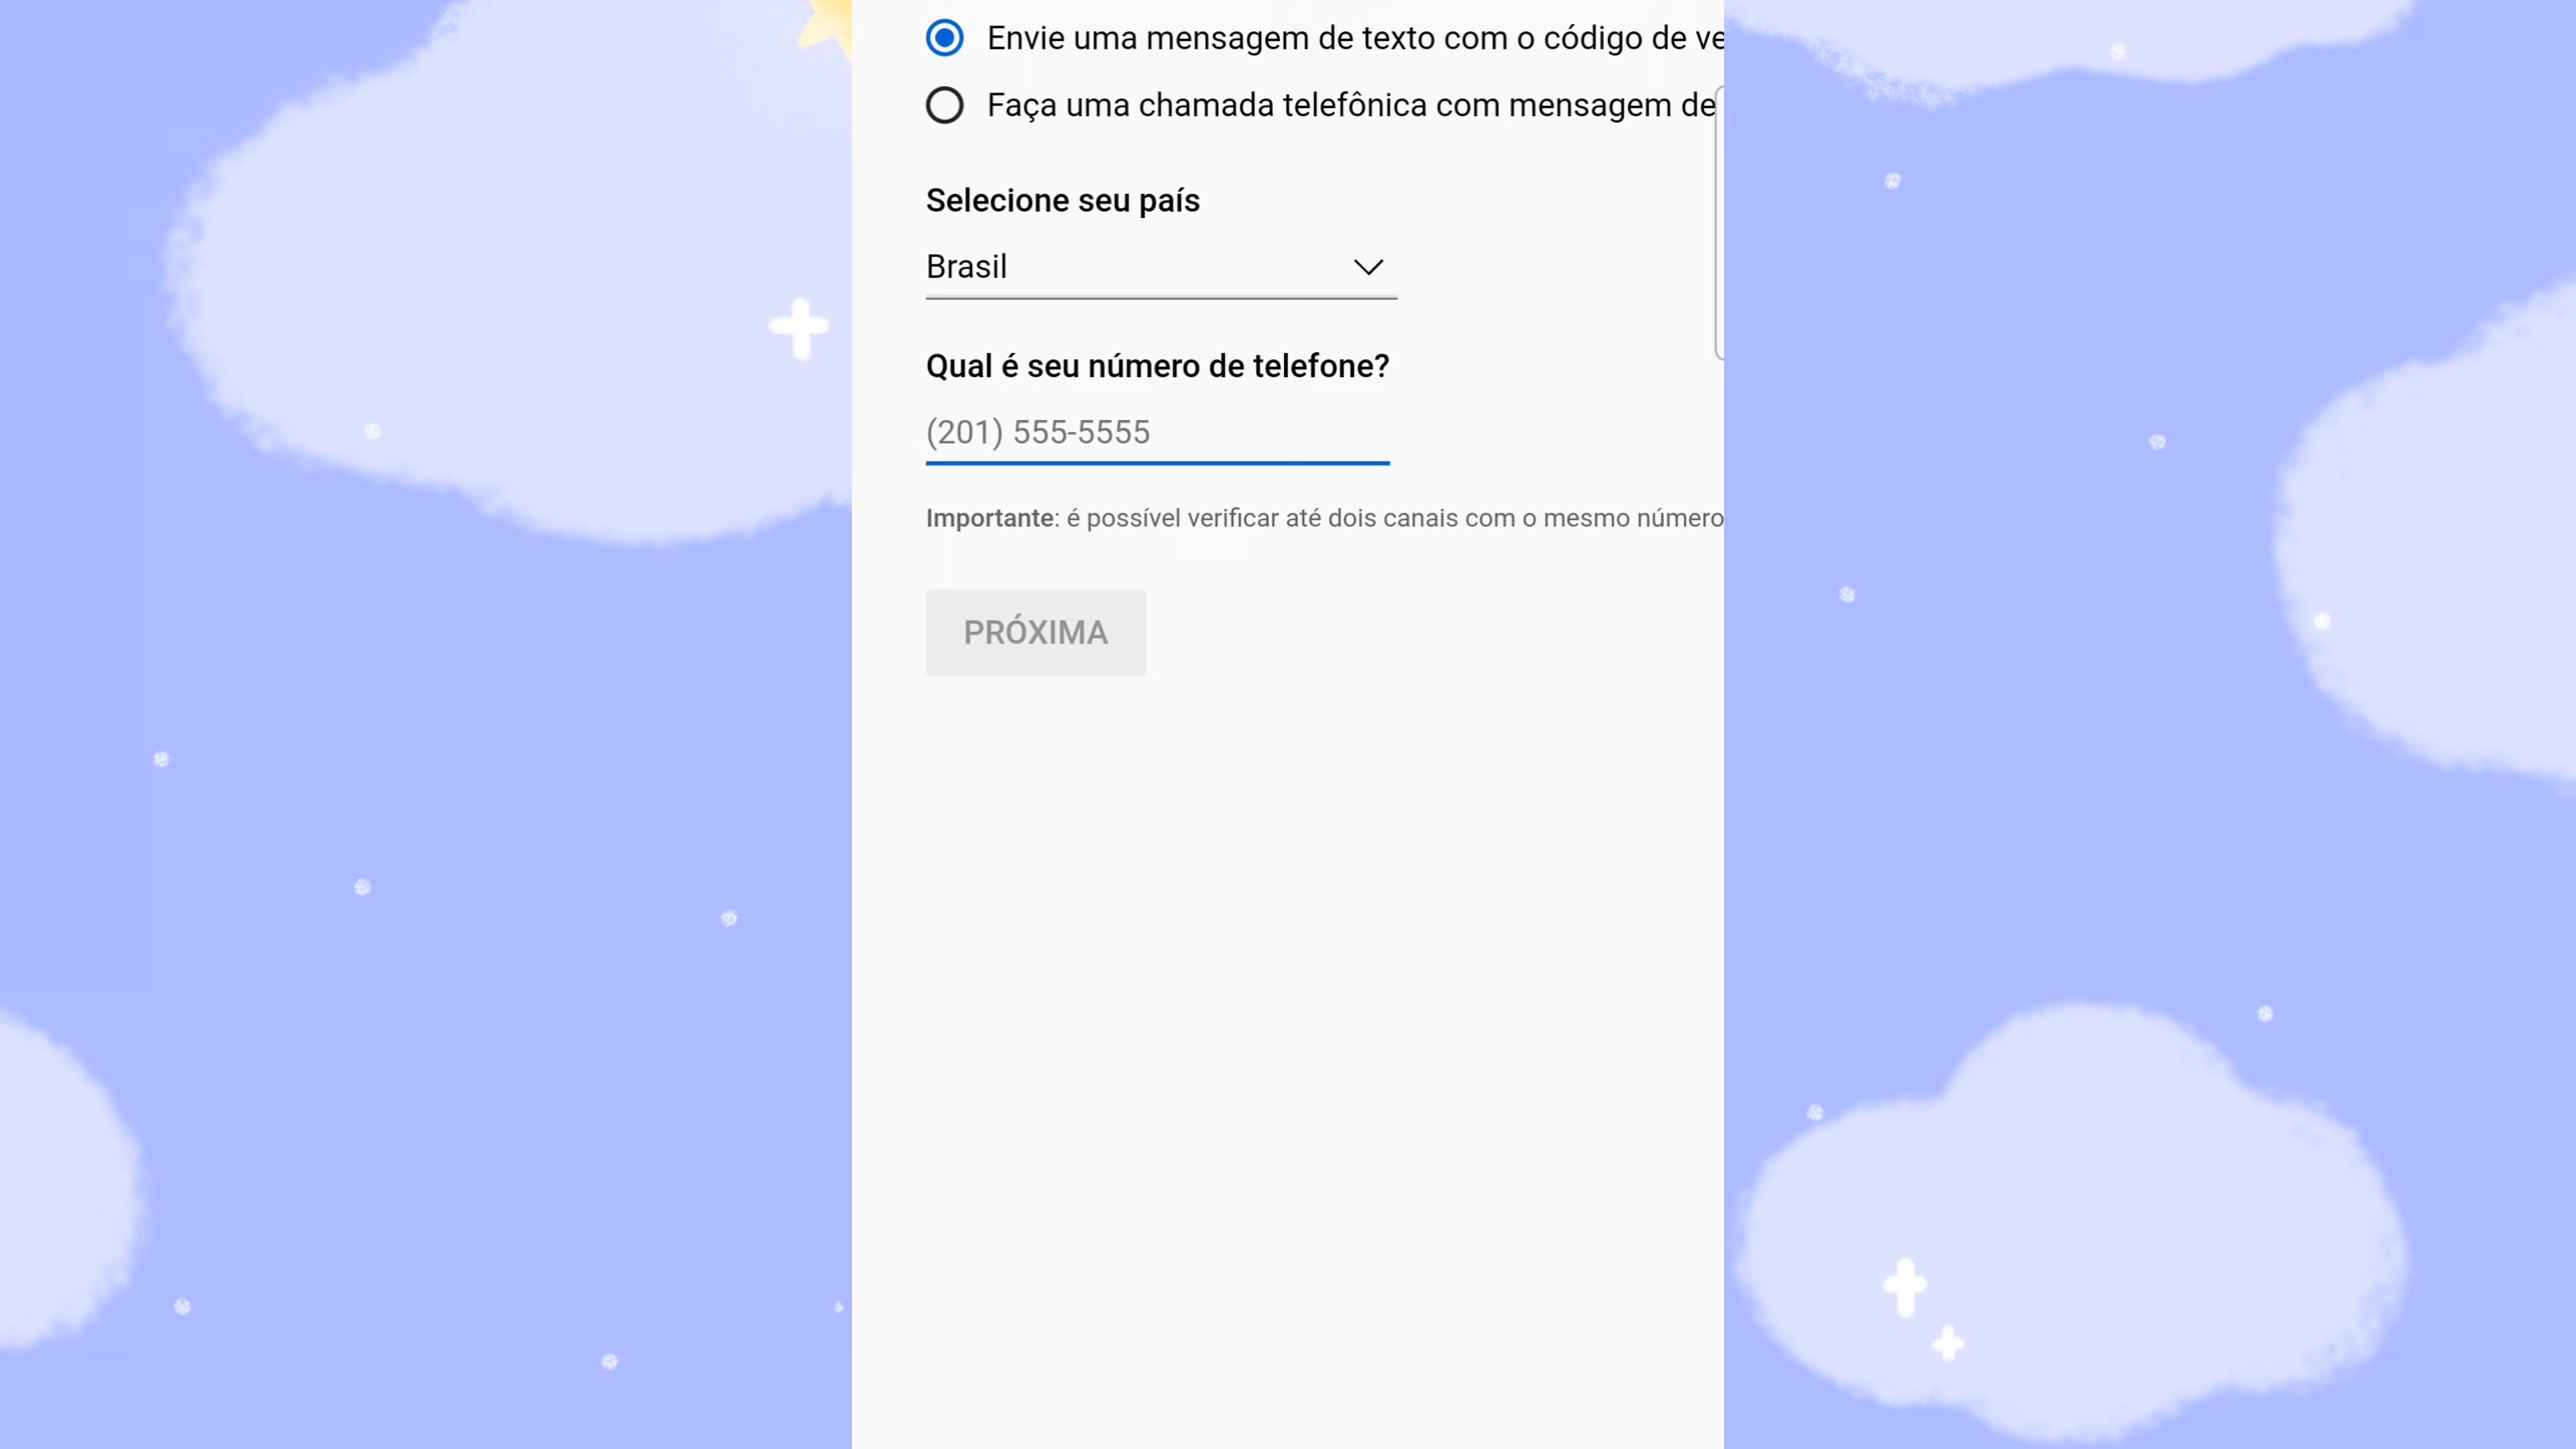 Envie uma mensagem de texto com o código de
Faça uma chamada telefônica com mensagem de
Selecione seu país
Brasil
Qual é seu número de telefone?
(201) 555-5555
Importante: é possível verificar até dois canais com o mesmo número
PRÓXIMA